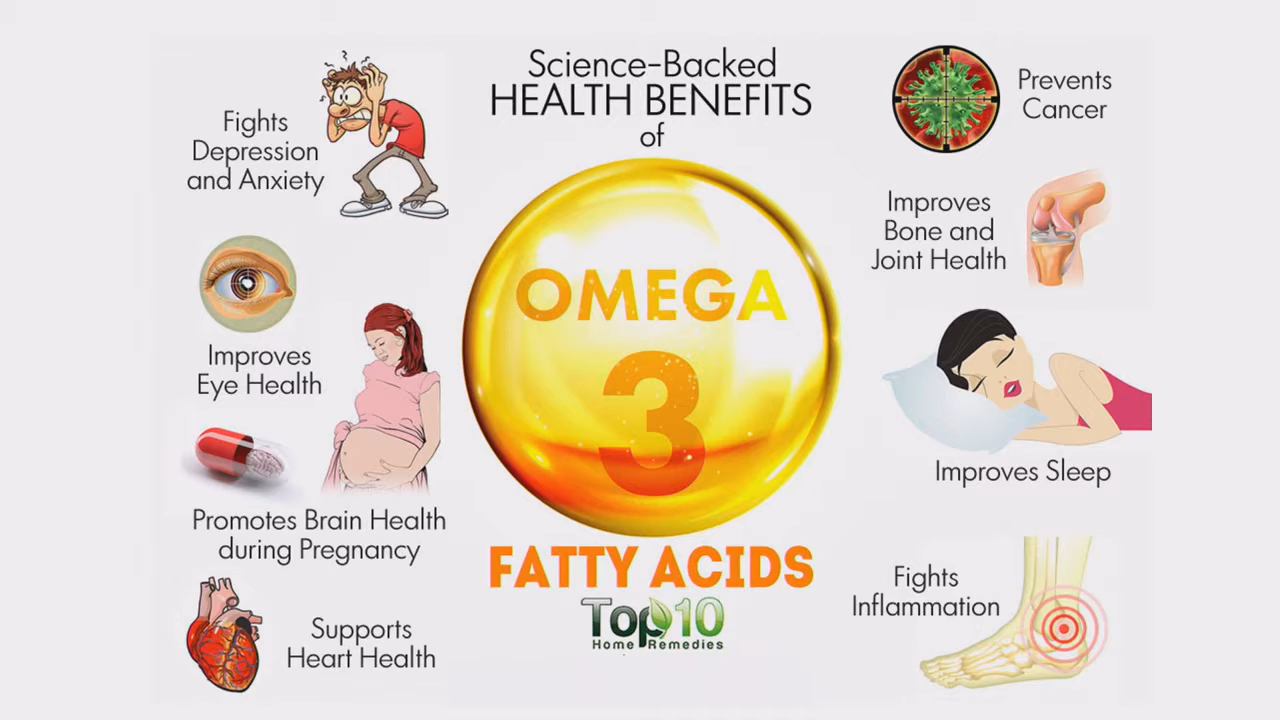 Science-Backed
HEALTH BENEFITS
of
OMEGA
3
FATTY ACIDS
Top10
Home Remedies
Fights
Depression
and Anxiety
Improves
Eye Health
Promotes Brain Health
during Pregnancy
Supports
Heart Health
Prevents
Cancer
Improves
Bone and
Joint Health
Improves Sleep
Fights
Inflammation